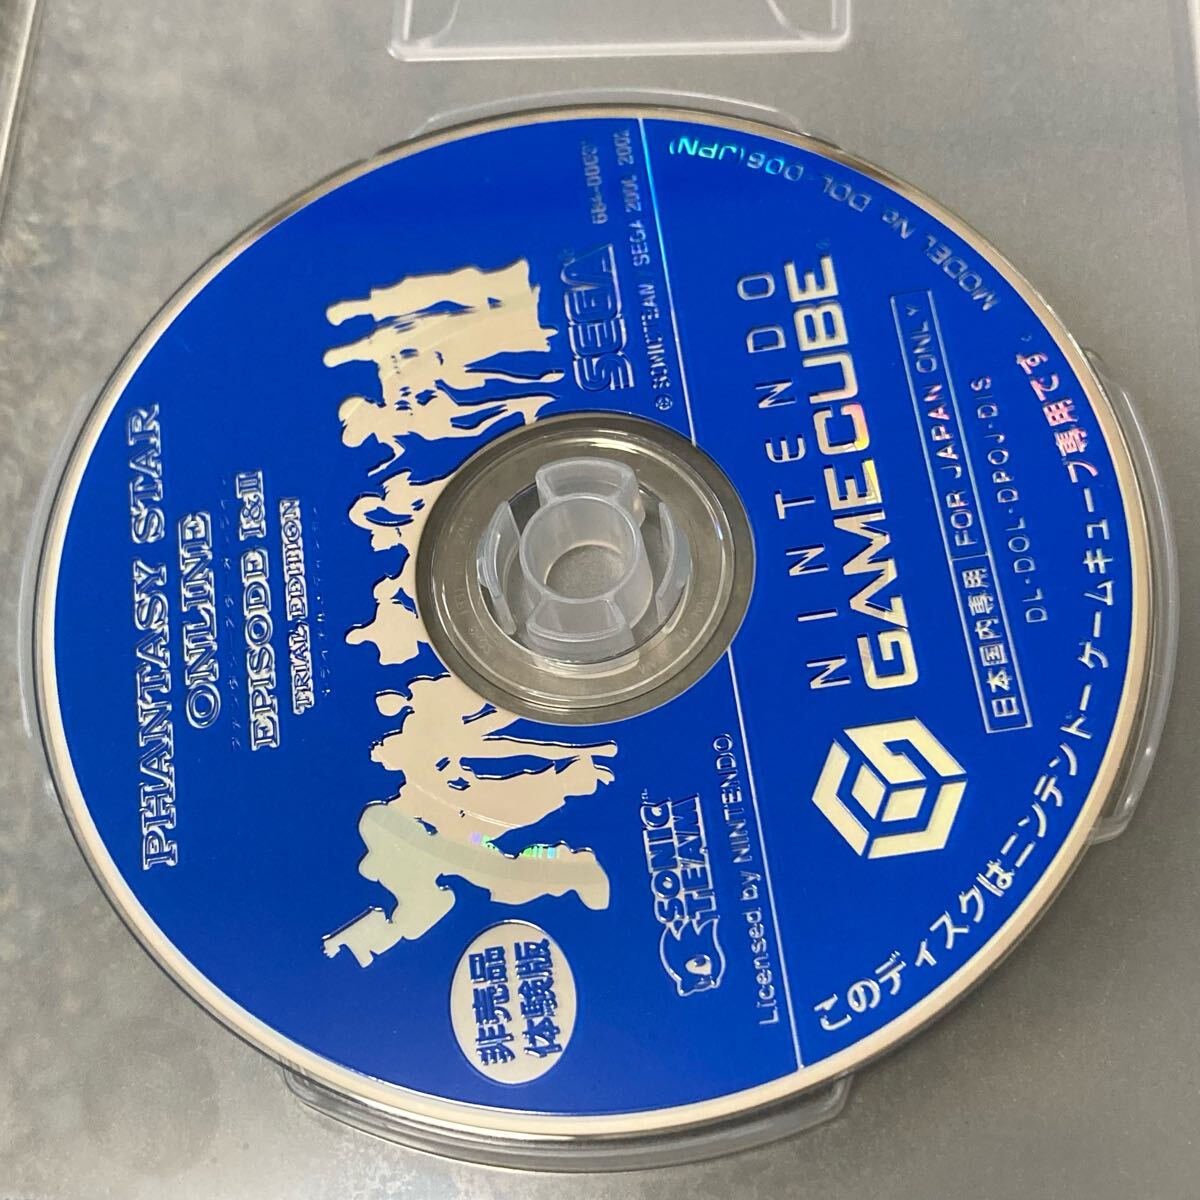 PHANTASY STAR
ONLINE
EPISODE I&II
TRIAL EDITION
非売品
体験版
SEGA
© SONICTEAM / SEGA 2000, 2002
SONIC
TEAM
Licensed by NINTENDO
NINTENDO
GAMECUBE
日本国内専用 FOR JAPAN ONLY
DL-DOL-DPOJ-DIS
MODEL No. DOL-006(JPN)
このディスクはニンテンドーゲームキューブ専用です。